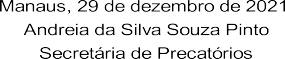 Manaus, 29 de dezembro de 2021
Andreia da Silva Souza Pinto
Secretária de Precatórios